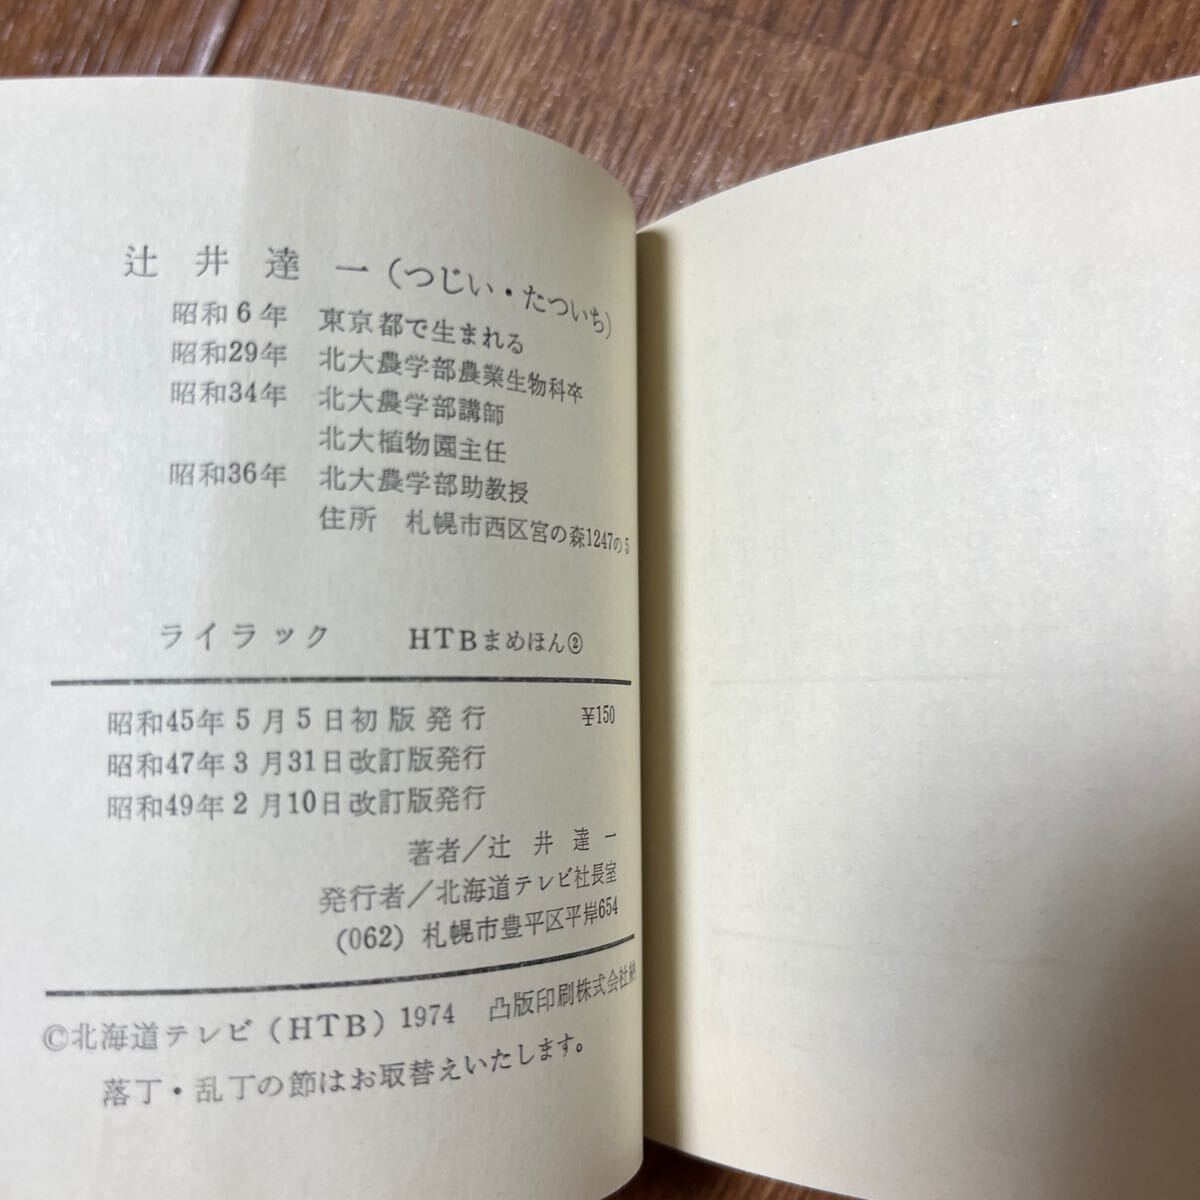 辻井達一(つじい・たついち)
昭和6年 東京都で生まれる
昭和29年 北大農学部農業生物科卒
昭和34年 北大農学部講師
北大植物園主任
昭和36年 北大農学部助教授
住所 札幌市西区宮の森1247の5
ライラック HTBまめほん②
昭和45年5月5日初版発行 ¥150
昭和47年3月31日改訂版発行
昭和49年2月10日改訂版発行
著者/辻井達一
発行者/北海道テレビ社長室
(062) 札幌市豊平区平岸654
©北海道テレビ(HTB)1974 凸版印刷株式会社納
落丁・乱丁の節はお取替えいたします。